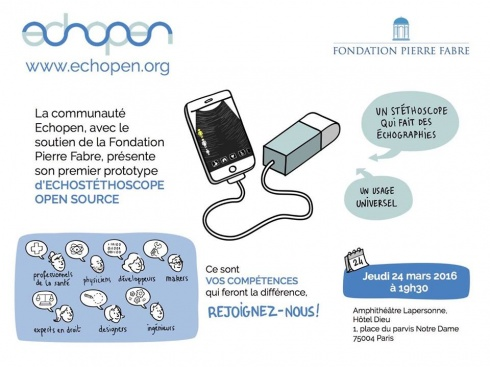 echopen
www.echopen.org
FONDATION PIERRE FABRE
La communauté
Echopen, avec le
soutien de la Fondation
Pierre Fabre, présente
son premier prototype
d'ECHOSTÉTHOSCOPE
OPEN SOURCE
UN STÉTHOSCOPE
QUI FAIT DES
ÉCHOGRAPHIES
UN USAGE
UNIVERSEL
professionnels
de la santé
physiciens
développeurs
makers
experts en droit
designers
ingénieurs
Ce sont
VOS COMPÉTENCES
qui feront la différence,
REJOIGNEZ-NOUS!
24
Jeudi 24 mars 2016
à 19h30
Amphithéâtre Lapersonne,
Hôtel Dieu
1, place du parvis Notre Dame
75004 Paris